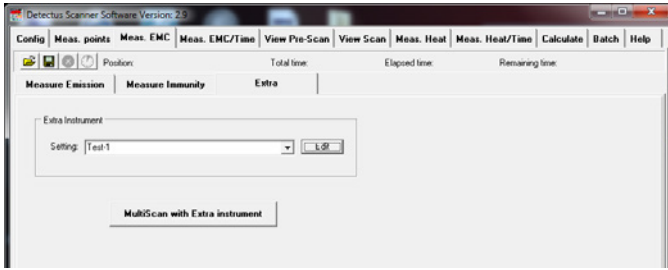 Detectus Scanner Software Version: 2.9
Config Meas. points Meas. EMC Meas. EMC/Time View Pre-Scan View Scan Meas. Heat Meas. Heat/Time Calculate Batch Help
Position: Total time: Elapsed time: Remaining time:
Measure Emission Measure Immunity Extra
Extra Instrument
Setting: Test-1 Edit
MultiScan with Extra instrument